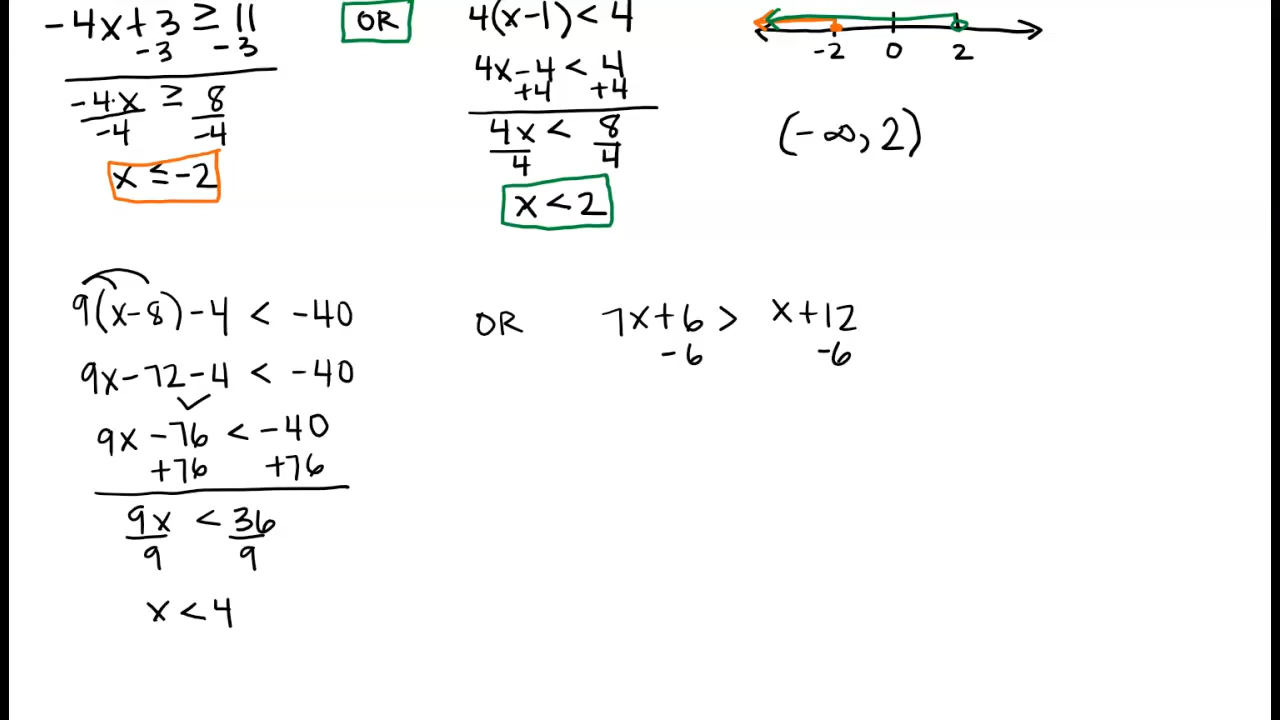 -4x+3 ≥ 11
-3 -3
-4·x ≥ 8
-4 -4
x ≤ -2
OR
4(x-1) < 4
4x-4 < 4
+4 +4
4x < 8
4 4
x < 2
-2 0 2
(-∞, 2)
9(x-8)-4 < -40
9x-72-4 < -40
9x-76 < -40
+76 +76
9x < 36
9 9
x < 4
OR
7x+6 > x+12
-6 -6